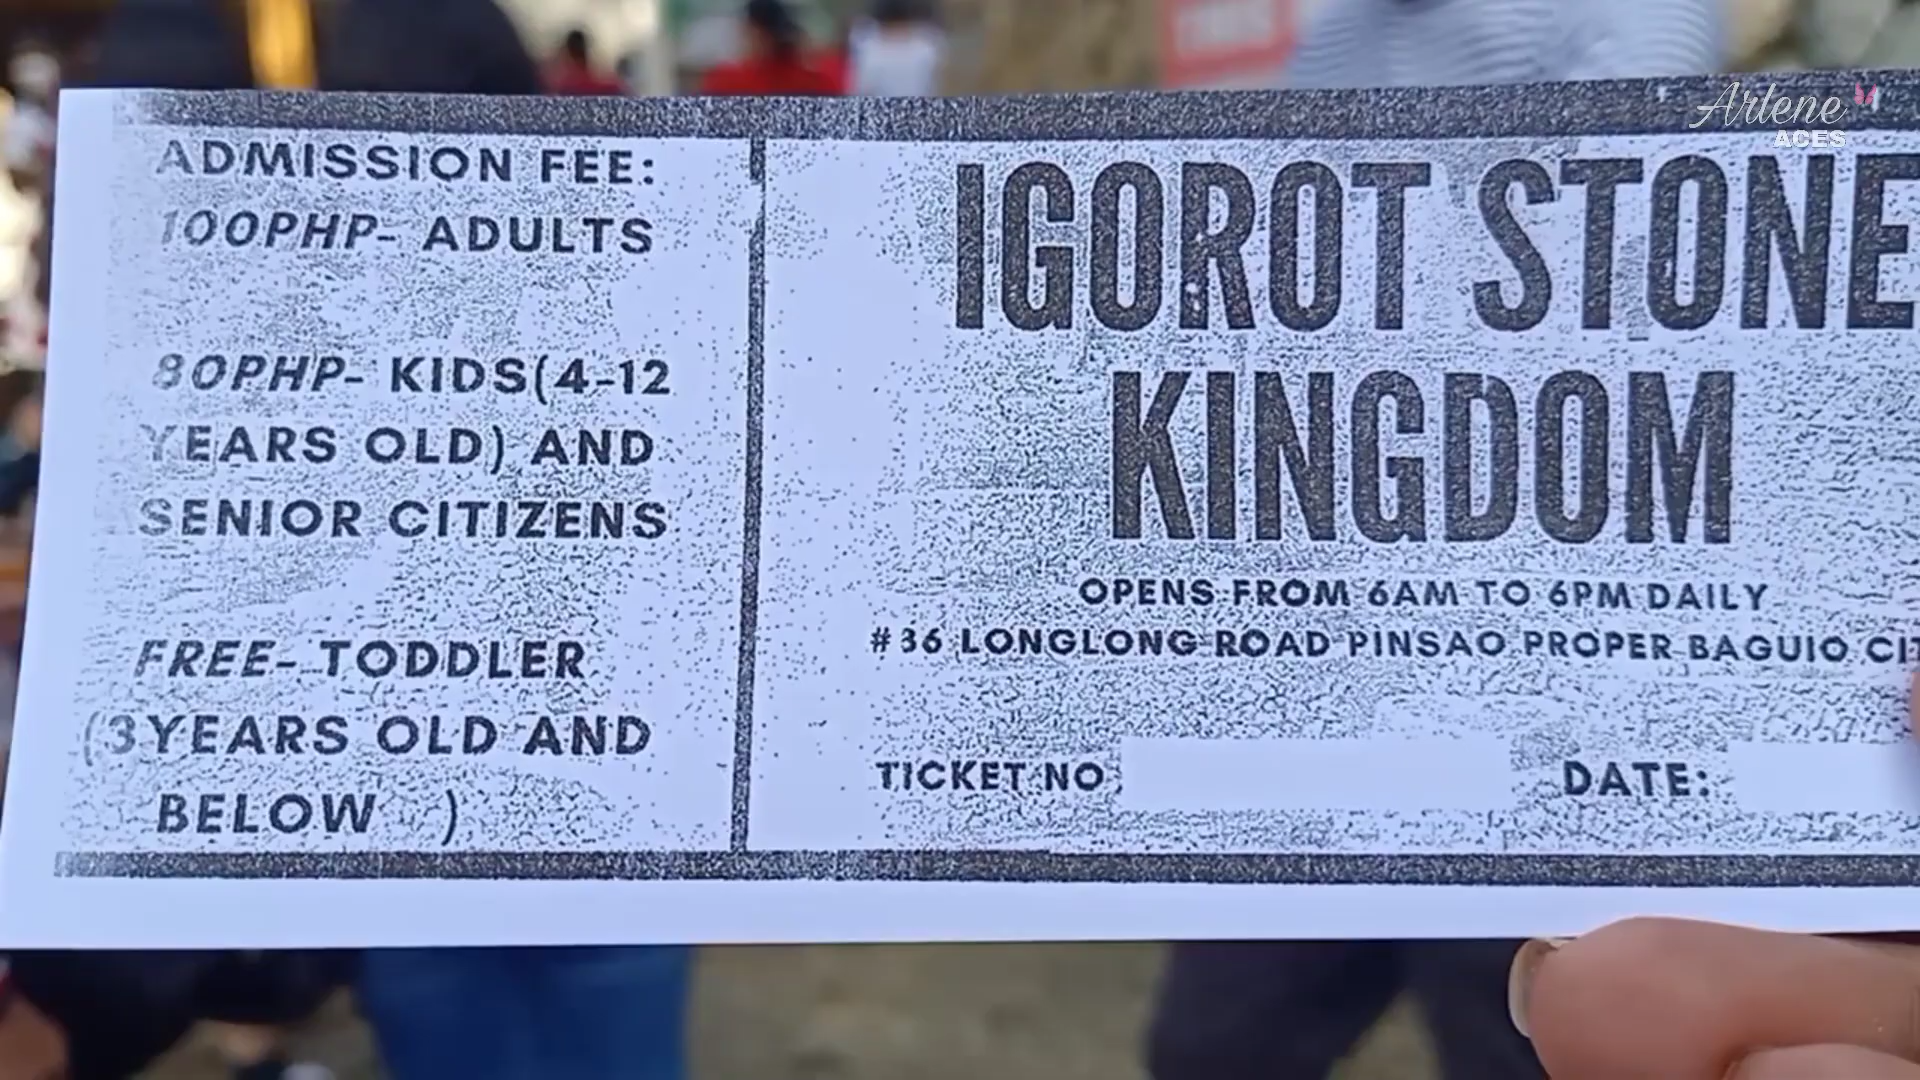 Arlene
ACES
ADMISSION FEE:
100PHP- ADULTS
80PHP- KIDS(4-12
YEARS OLD) AND
SENIOR CITIZENS
FREE- TODDLER
(3YEARS OLD AND
BELOW )
IGOROT STONE
KINGDOM
OPENS FROM 6AM TO 6PM DAILY
#36 LONGLONG ROAD PINSAO PROPER BAGUIO CIT
TICKET NO
DATE: